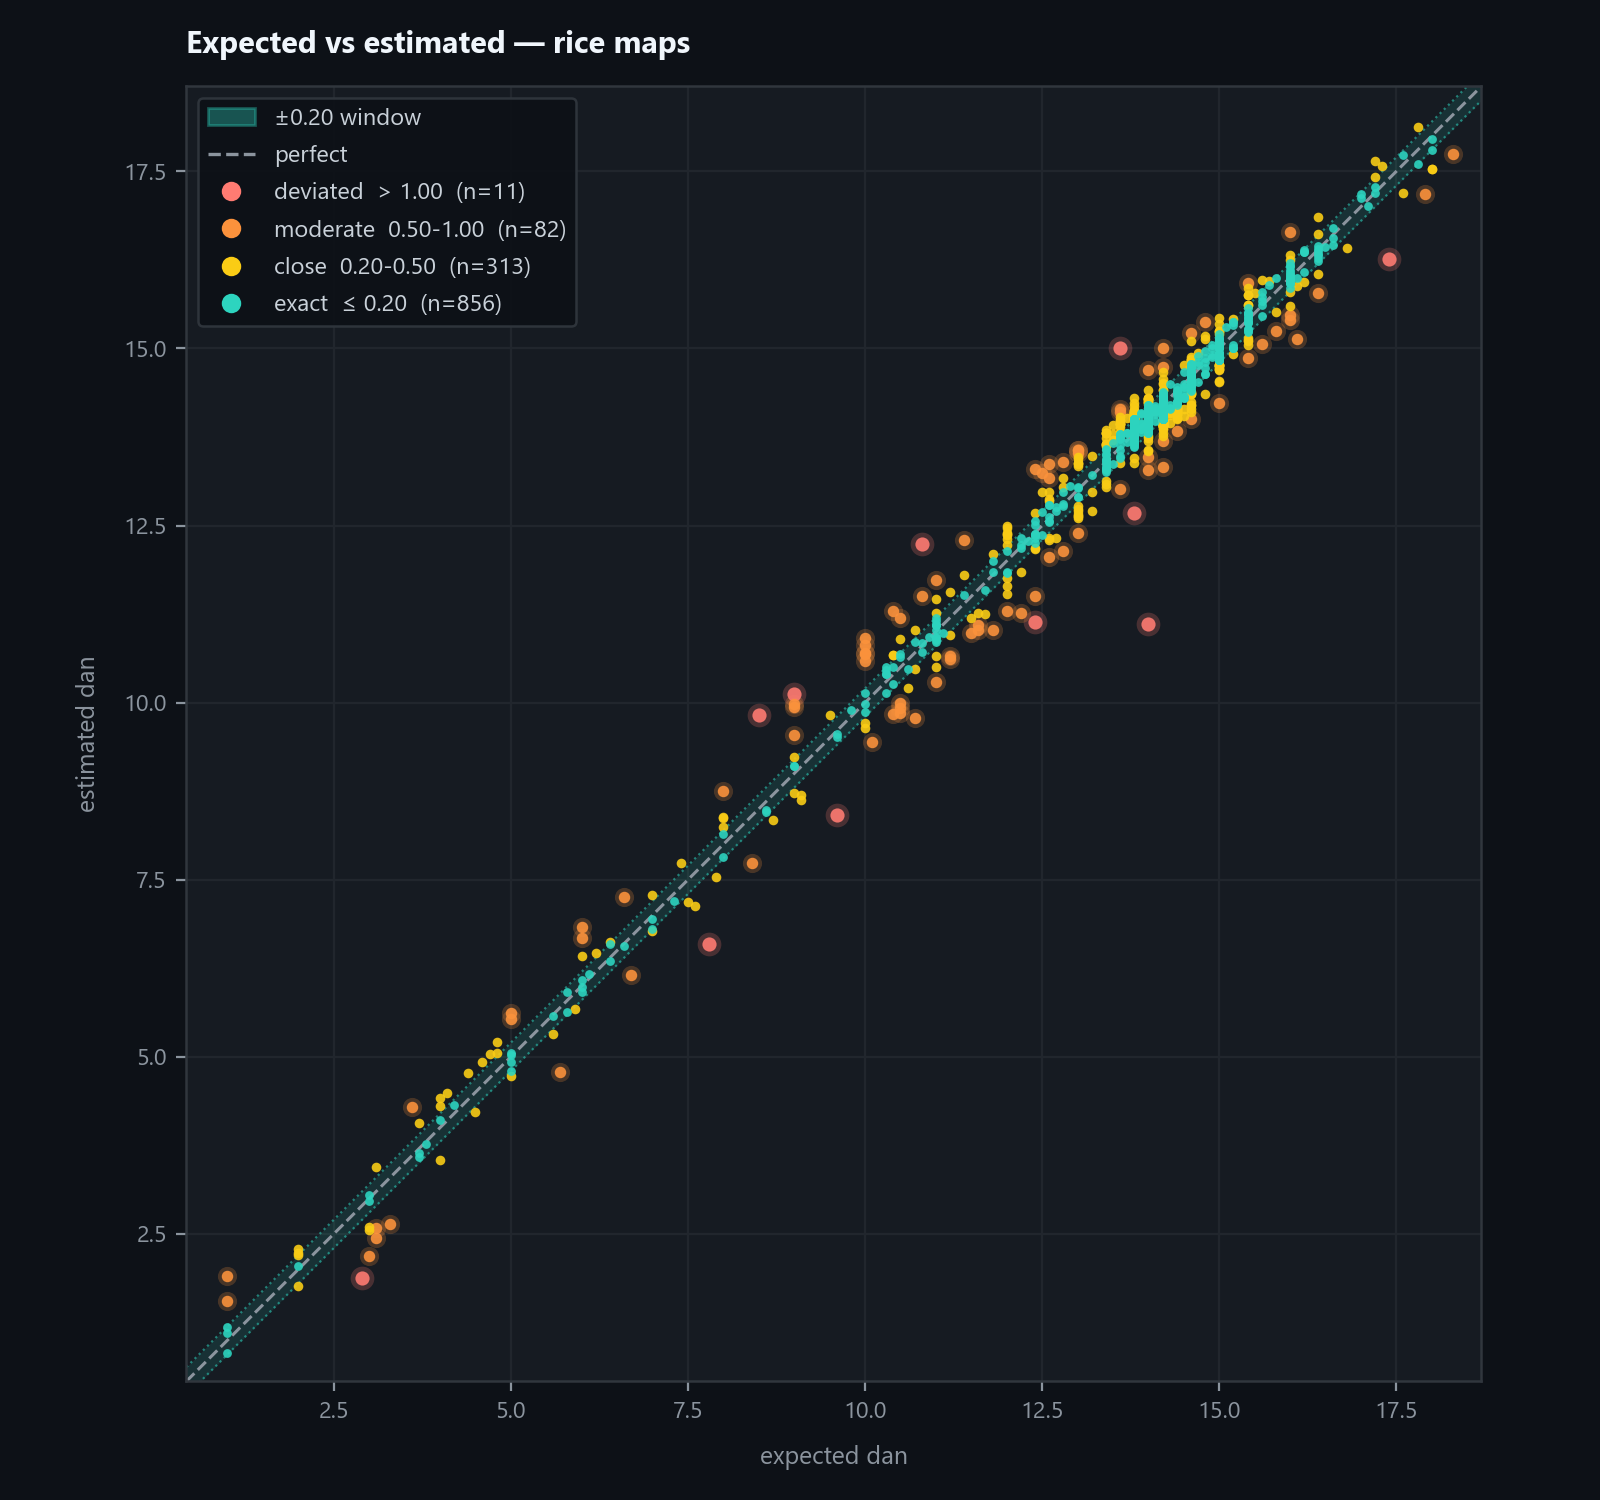 Expected vs estimated — rice maps
±0.20 window
perfect
deviated > 1.00 (n=11)
moderate 0.50-1.00 (n=82)
close 0.20-0.50 (n=313)
exact ≤ 0.20 (n=856)
17.5
15.0
12.5
10.0
7.5
5.0
2.5
estimated dan
2.5
5.0
7.5
10.0
12.5
15.0
17.5
expected dan